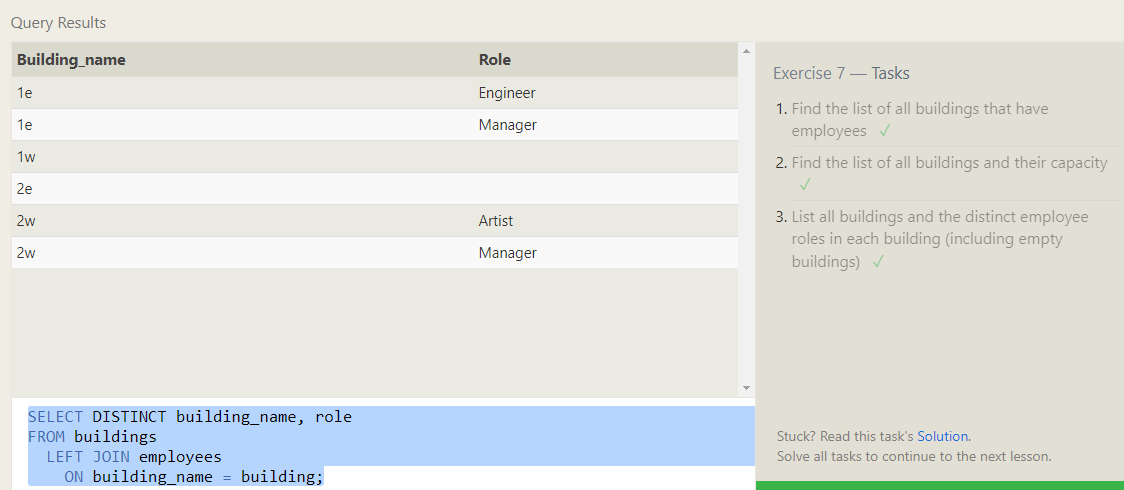 Query Results
Building_name Role
1e Engineer
1e Manager
1w
2e
2w Artist
2w Manager
SELECT DISTINCT building_name, role
FROM buildings
LEFT JOIN employees
ON building_name = building;
Exercise 7 — Tasks
1. Find the list of all buildings that have
employees ✓
2. Find the list of all buildings and their capacity
✓
3. List all buildings and the distinct employee
roles in each building (including empty
buildings) ✓
Stuck? Read this task's Solution.
Solve all tasks to continue to the next lesson.